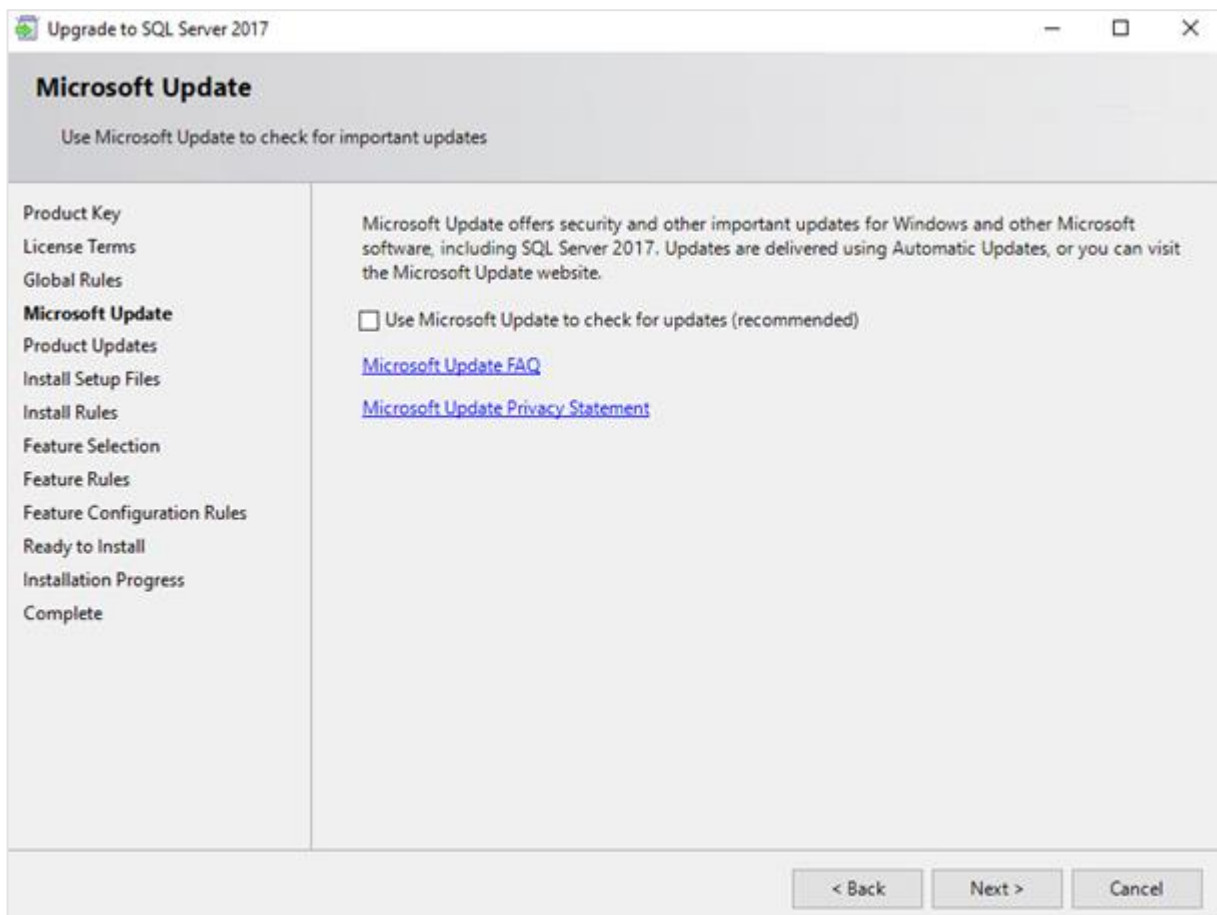 Upgrade to SQL Server 2017
Microsoft Update
Use Microsoft Update to check for important updates
Product Key
License Terms
Global Rules
Microsoft Update
Product Updates
Install Setup Files
Install Rules
Feature Selection
Feature Rules
Feature Configuration Rules
Ready to Install
Installation Progress
Complete
Microsoft Update offers security and other important updates for Windows and other Microsoft
software, including SQL Server 2017. Updates are delivered using Automatic Updates, or you can visit
the Microsoft Update website.
Use Microsoft Update to check for updates (recommended)
Microsoft Update FAQ
Microsoft Update Privacy Statement
< Back Next > Cancel